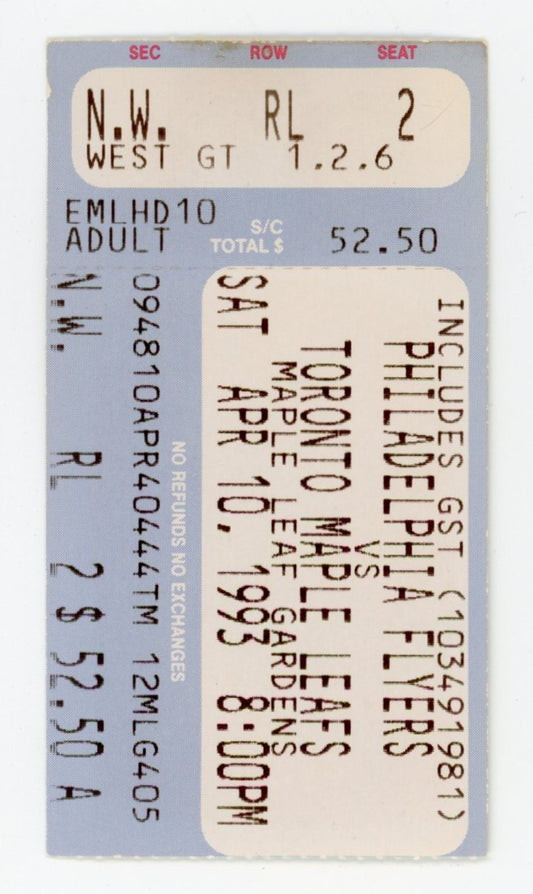 SEC ROW SEAT
N.W. RL 2
WEST GT 1.2.6
EMLHD10
ADULT S/C TOTAL $ 52.50
INCLUDES GST (103491981)
PHILADELPHIA FLYERS
VS
TORONTO MAPLE LEAFS
MAPLE LEAF GARDENS
SAT APR 10, 1993 8:00PM
NO REFUNDS NO EXCHANGES
094810APR40444TM 12MLG405
N.W. RL 2 $ 52.50 A